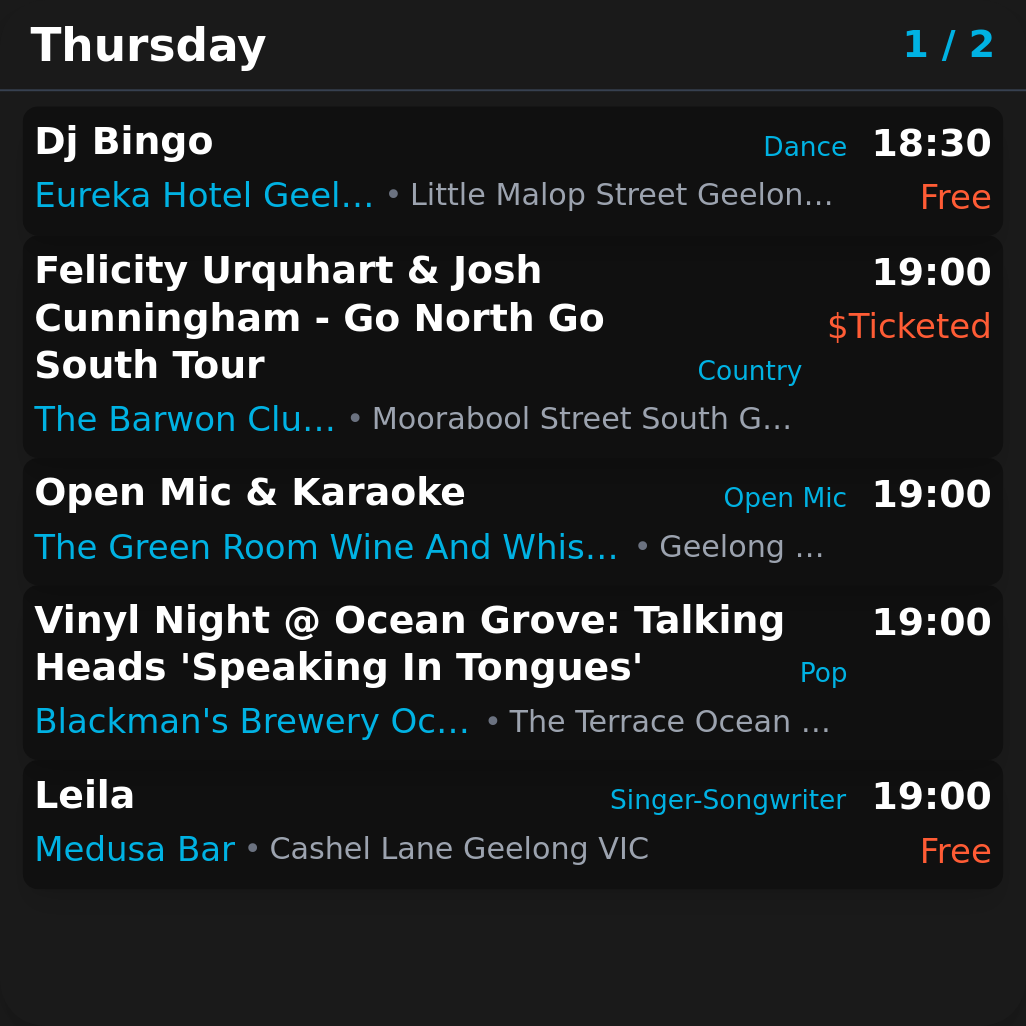 Thursday 1 / 2
Dj Bingo Dance 18:30
Eureka Hotel Geel... • Little Malop Street Geelon... Free
Felicity Urquhart & Josh 19:00
Cunningham - Go North Go $Ticketed
South Tour Country
The Barwon Clu... • Moorabool Street South G...
Open Mic & Karaoke Open Mic 19:00
The Green Room Wine And Whis... • Geelong ...
Vinyl Night @ Ocean Grove: Talking 19:00
Heads 'Speaking In Tongues' Pop
Blackman's Brewery Oc... • The Terrace Ocean ...
Leila Singer-Songwriter 19:00
Medusa Bar • Cashel Lane Geelong VIC Free